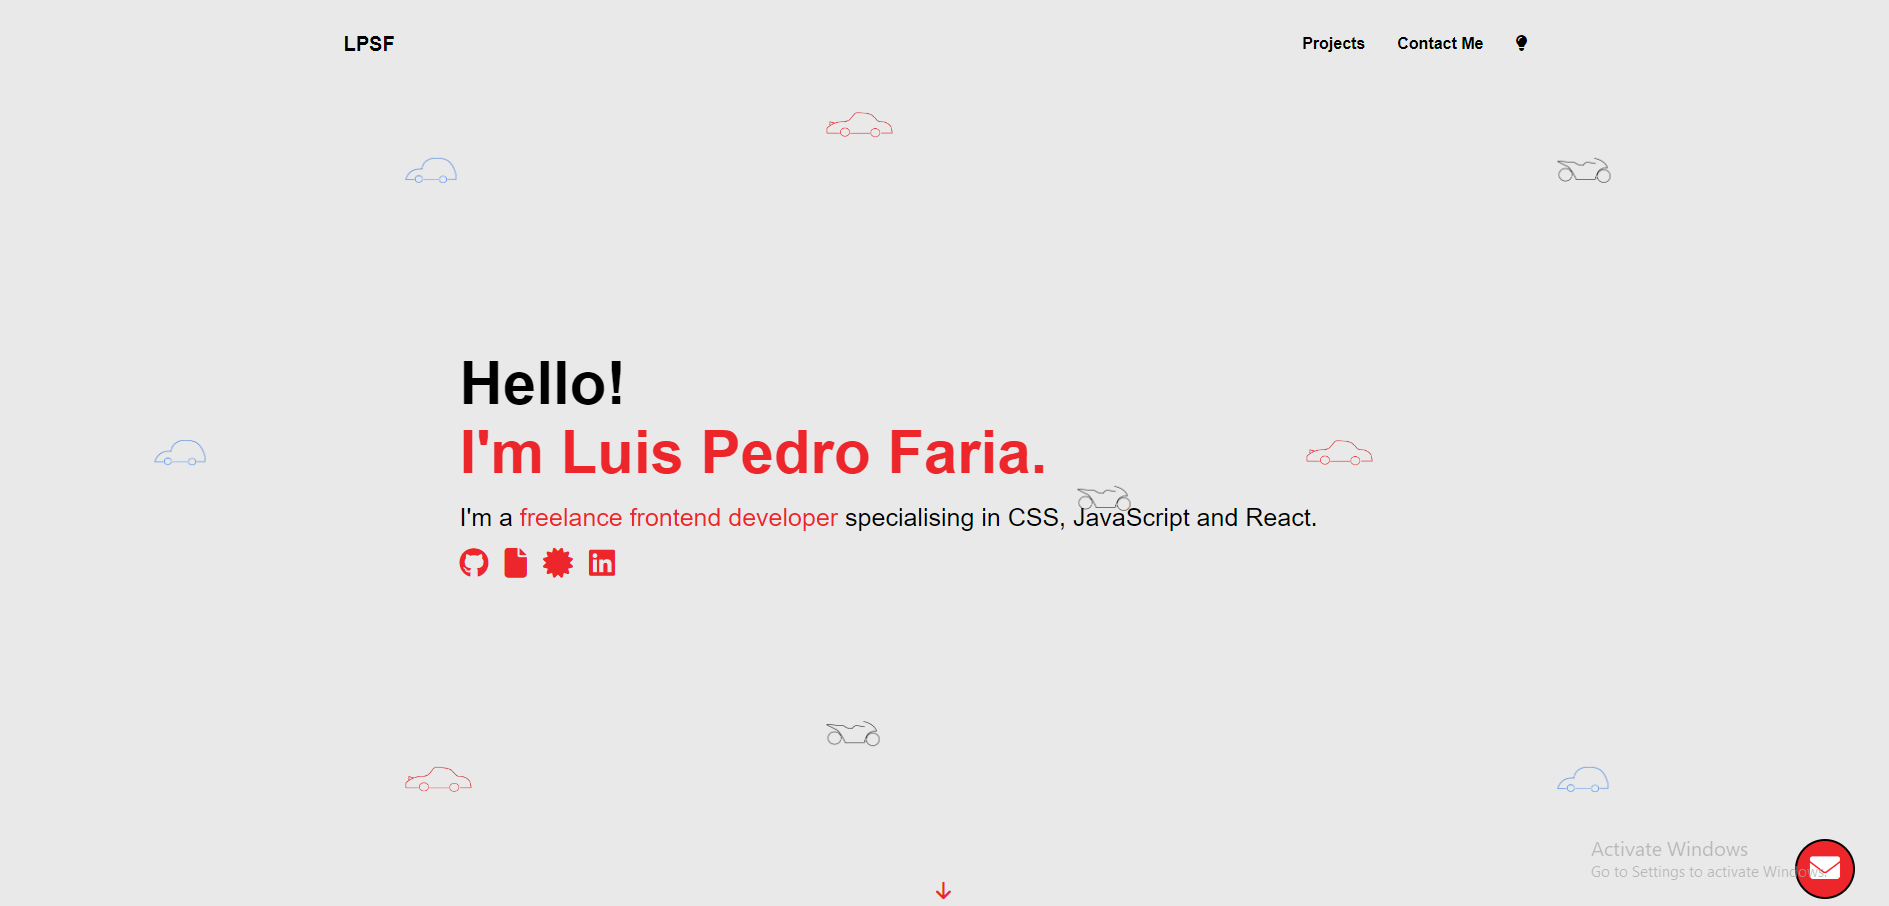 LPSF
Projects
Contact Me
Hello!
I'm Luis Pedro Faria.
I'm a freelance frontend developer specialising in CSS, JavaScript and React.
in
Activate Windows
Go to Settings to activate Windows.